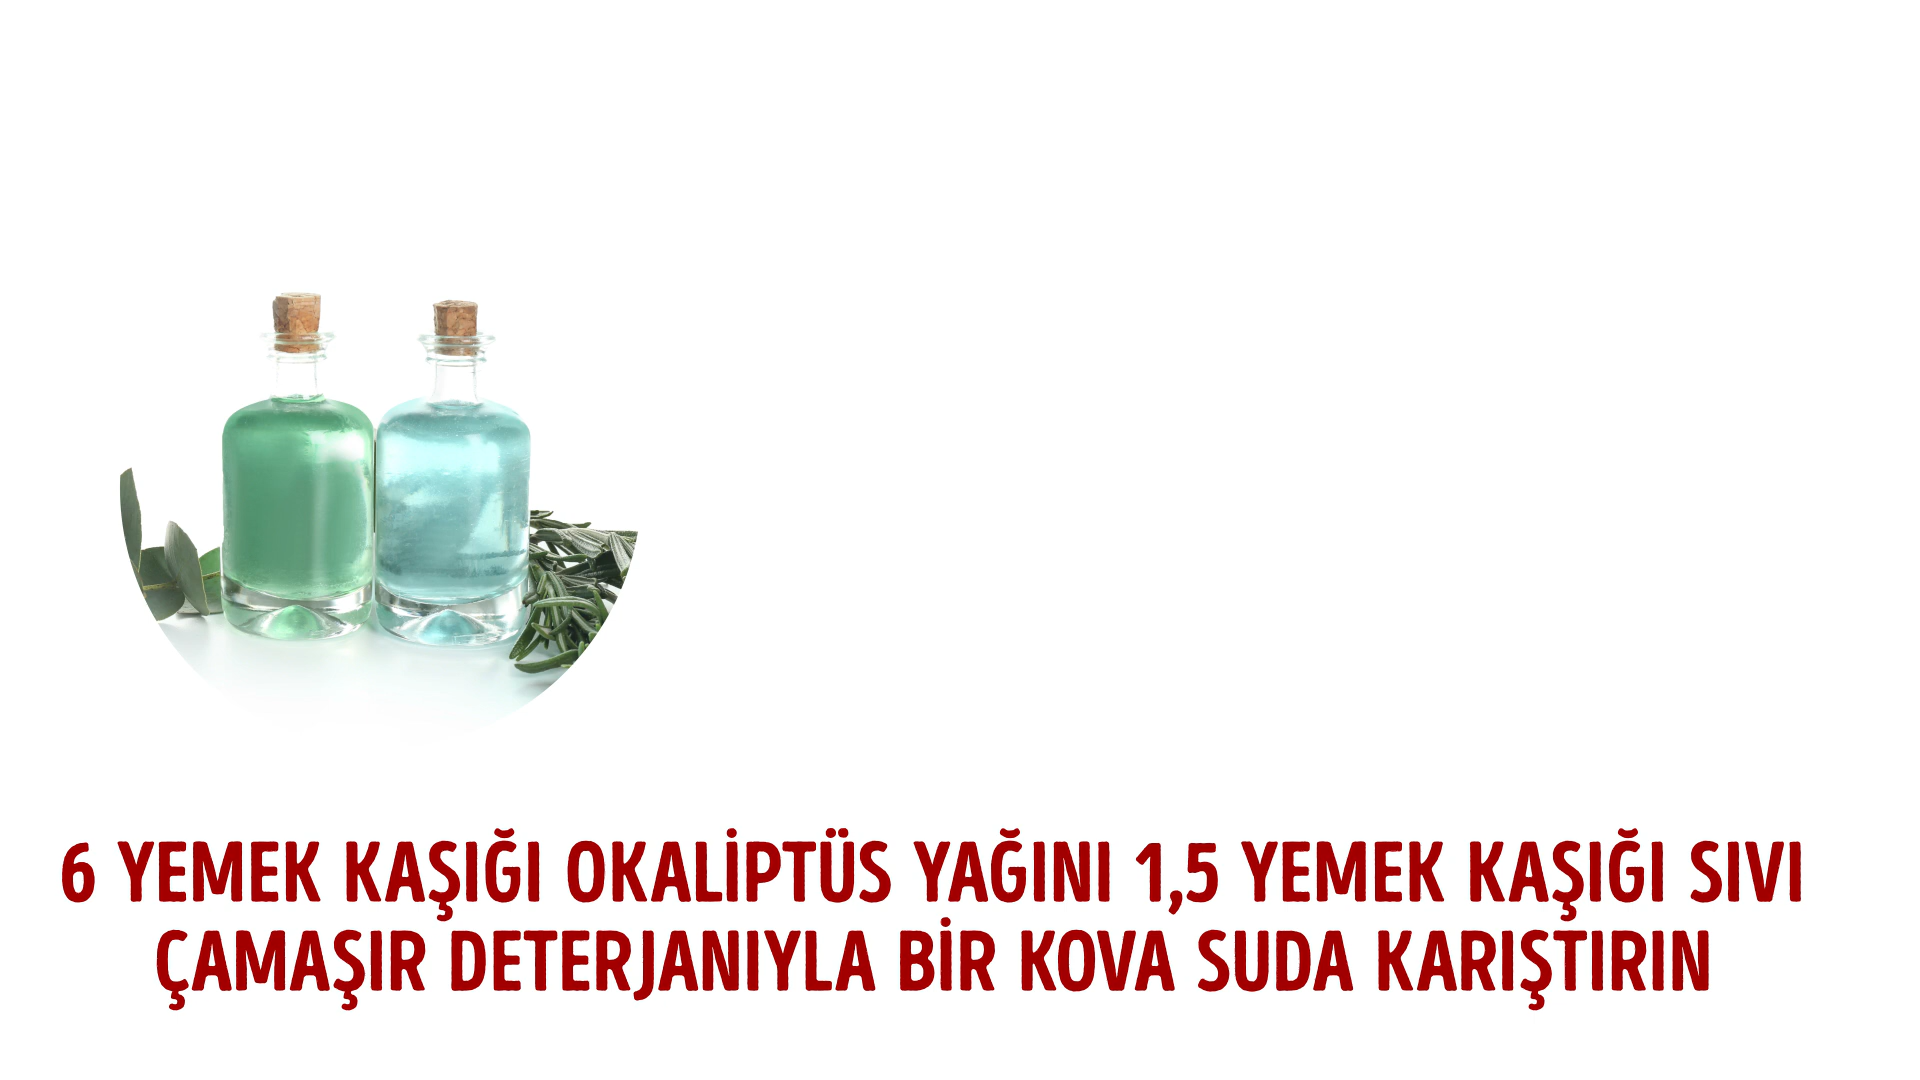 6 YEMEK KAŞIĞI OKALİPTÜS YAĞINI 1,5 YEMEK KAŞIĞI SIVI
ÇAMAŞIR DETERJANIYLA BİR KOVA SUDA KARIŞTIRIN